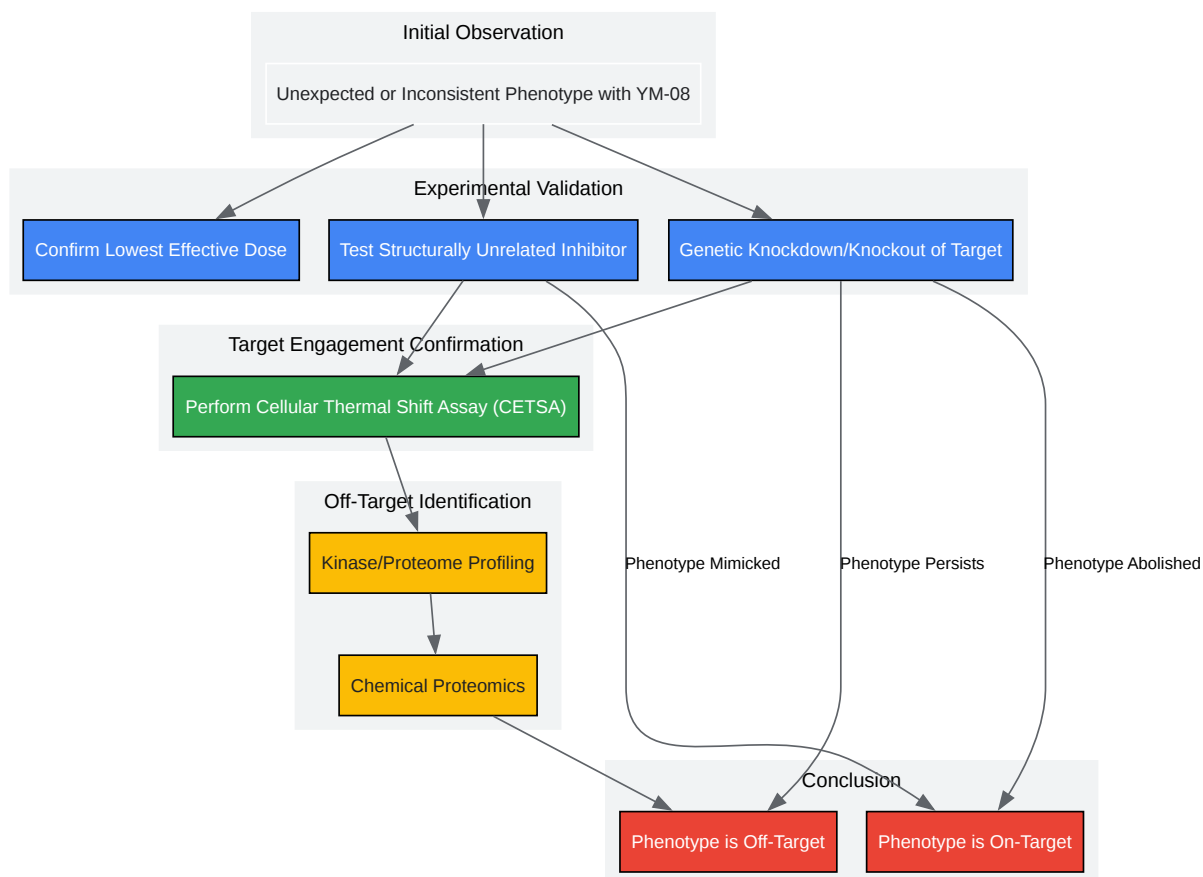 Initial Observation
Unexpected or Inconsistent Phenotype with YM-08
Experimental Validation
Confirm Lowest Effective Dose
Test Structurally Unrelated Inhibitor
Genetic Knockdown/Knockout of Target
Target Engagement Confirmation
Perform Cellular Thermal Shift Assay (CETSA)
Off-Target Identification
Kinase/Proteome Profiling
Phenotype Mimicked
Phenotype Persists
Phenotype Abolished
Chemical Proteomics
Conclusion
Phenotype is Off-Target
Phenotype is On-Target